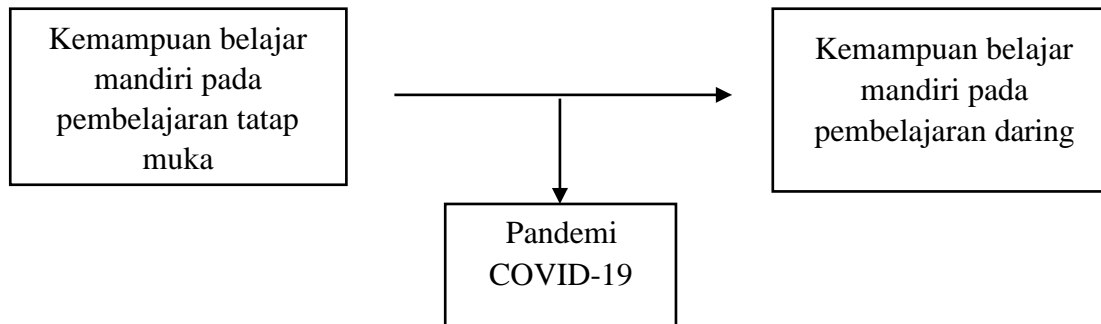 Kemampuan belajar
mandiri pada
pembelajaran tatap
muka
Kemampuan belajar
mandiri pada
pembelajaran daring
Pandemi
COVID-19